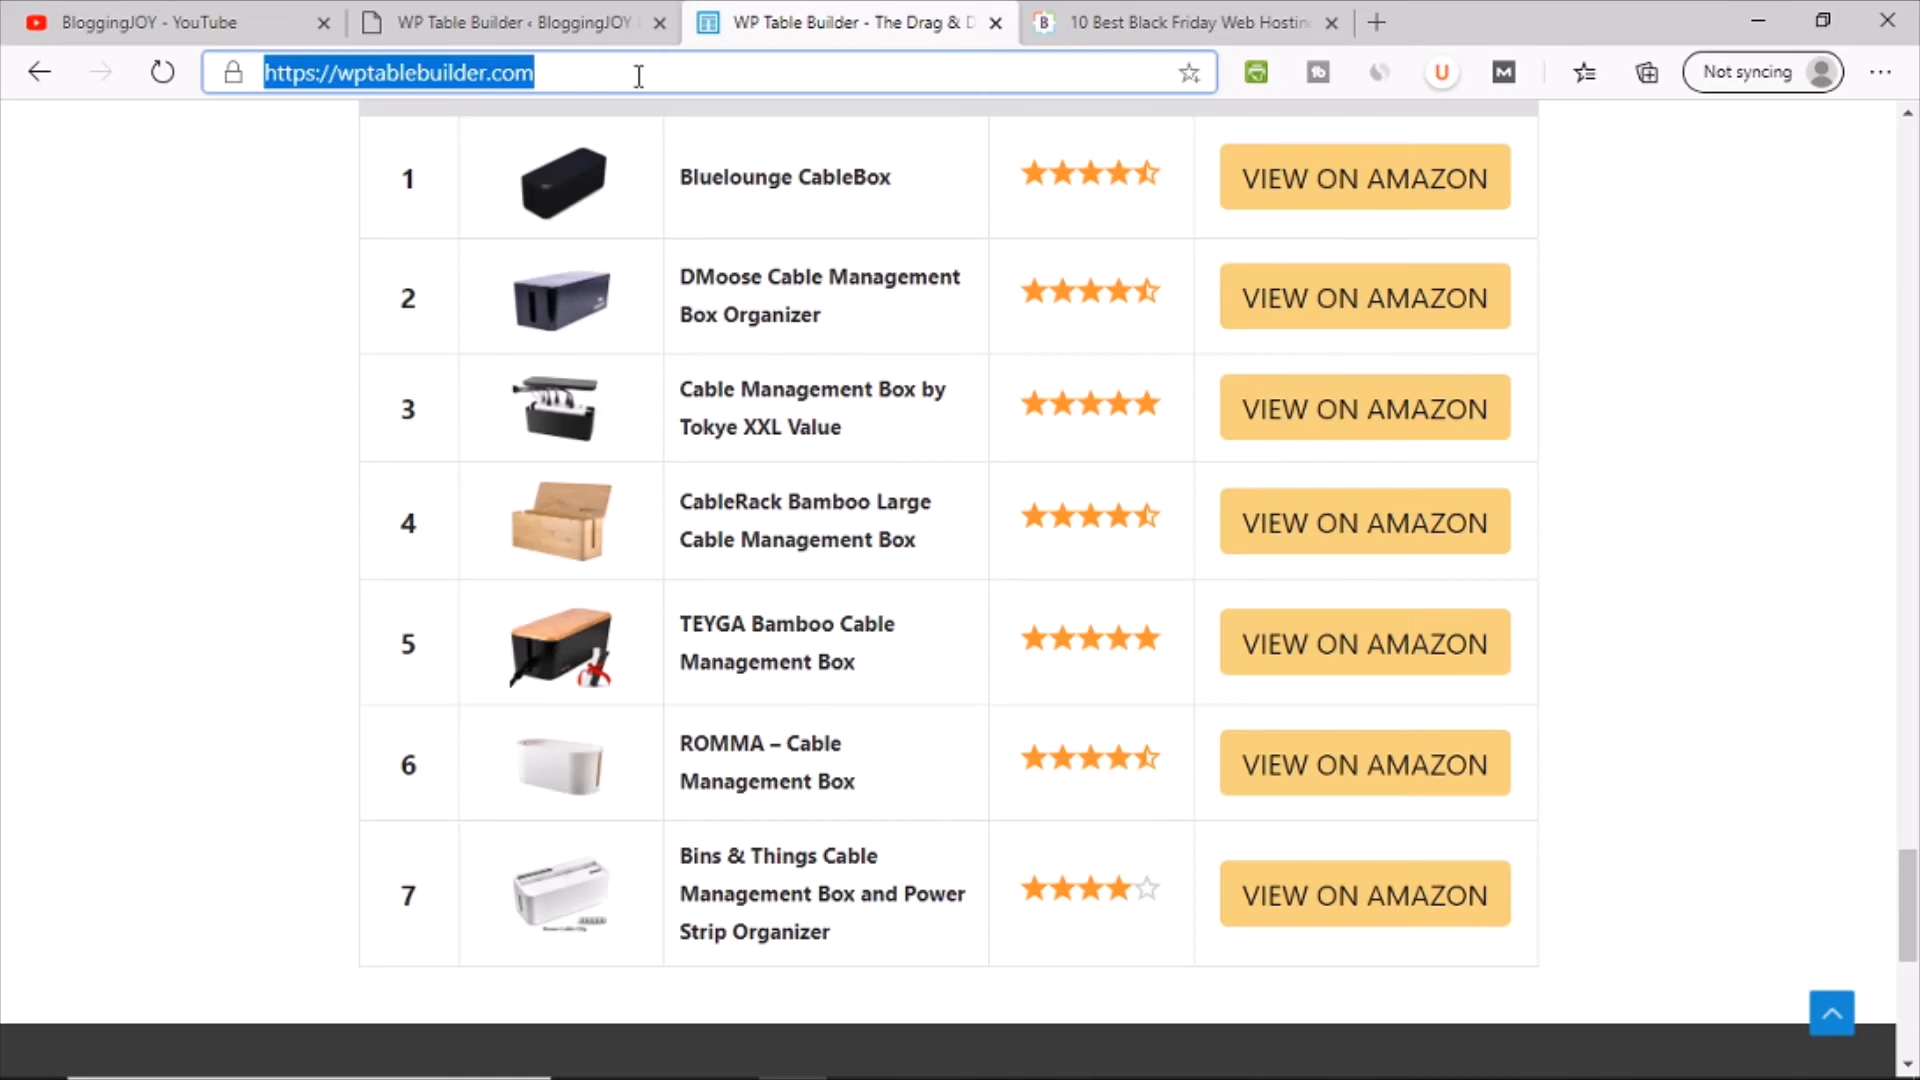 BloggingJOY - YouTube
WP Table Builder ‹ BloggingJOY
WP Table Builder - The Drag & D
10 Best Black Friday Web Hostin
https://wptablebuilder.com
Not syncing
1
Bluelounge CableBox
VIEW ON AMAZON
2
DMoose Cable Management
Box Organizer
VIEW ON AMAZON
3
Cable Management Box by
Tokye XXL Value
VIEW ON AMAZON
4
CableRack Bamboo Large
Cable Management Box
VIEW ON AMAZON
5
TEYGA Bamboo Cable
Management Box
VIEW ON AMAZON
6
ROMMA – Cable
Management Box
VIEW ON AMAZON
7
Bins & Things Cable
Management Box and Power
Strip Organizer
VIEW ON AMAZON